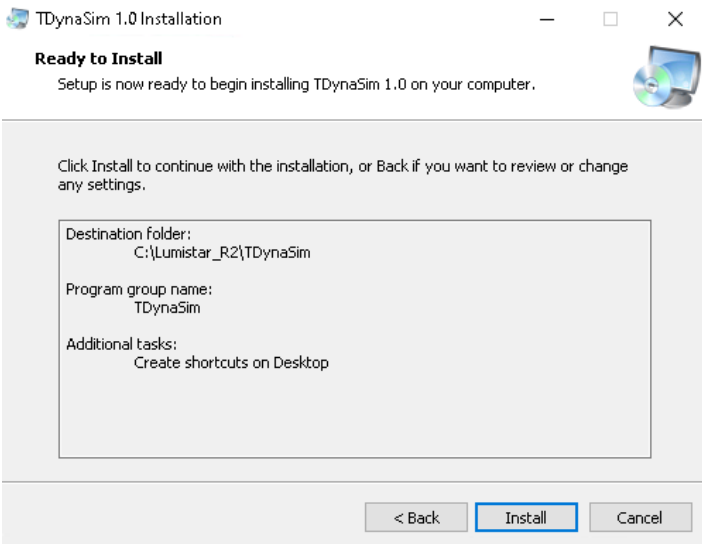 TDynaSim 1.0 Installation
Ready to Install
Setup is now ready to begin installing TDynaSim 1.0 on your computer.
Click Install to continue with the installation, or Back if you want to review or change
any settings.
Destination folder:
C:\Lumistar_R2\TDynaSim
Program group name:
TDynaSim
Additional tasks:
Create shortcuts on Desktop
< Back
Install
Cancel